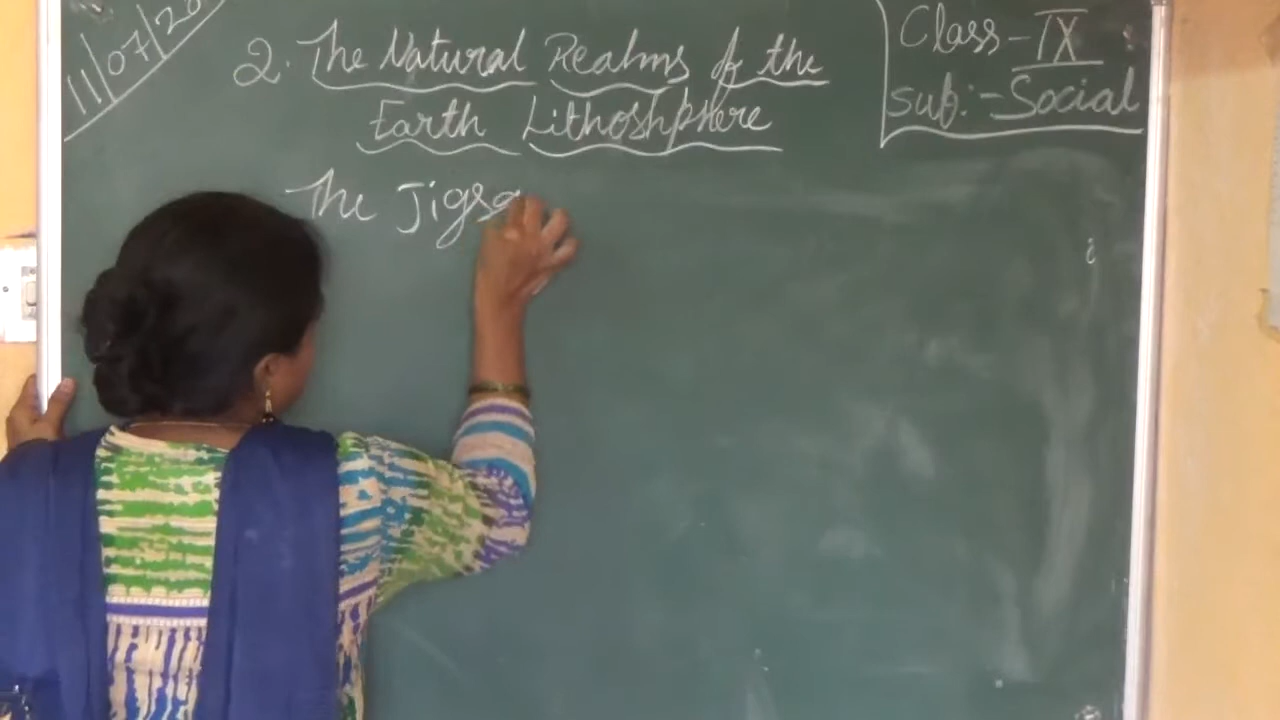 11/07/20
2. The Natural Realms of the
Earth Lithoshphere
Class - IX
Sub:- Social
The Jigsa